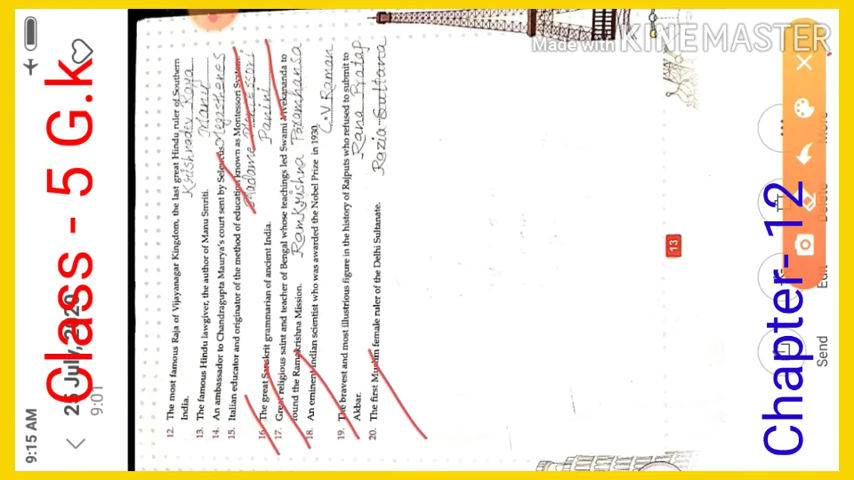 Class - 5 G.k
Chapter- 12
Made with KINEMASTER
9:15 AM
25 July, 2020
9:01
12. The most famous Raja of Vijayanagar Kingdom, the last great Hindu ruler of Southern
India. Krishnadev Raya
13. The famous Hindu lawgiver, the author of Manu Smriti. Manu
14. An ambassador to Chandragupta Maurya's court sent by Seleucus. Megasthenes
15. Italian educator and originator of the method of education known as Montessori System.
Madame Montessori
16. The great Sanskrit grammarian of ancient India. Panini
17. Great religious saint and teacher of Bengal whose teachings led Swami Vivekananda to
found the Ramakrishna Mission. RamKrishna Paramhansa
18. An eminent Indian scientist who was awarded the Nobel Prize in 1930.
C.V Raman
19. The bravest and most illustrious figure in the history of Rajputs who refused to submit to
Akbar. Rana Pratap
20. The first Muslim female ruler of the Delhi Sultanate. Razia Sultana
13
Send
Edit
Delete
More